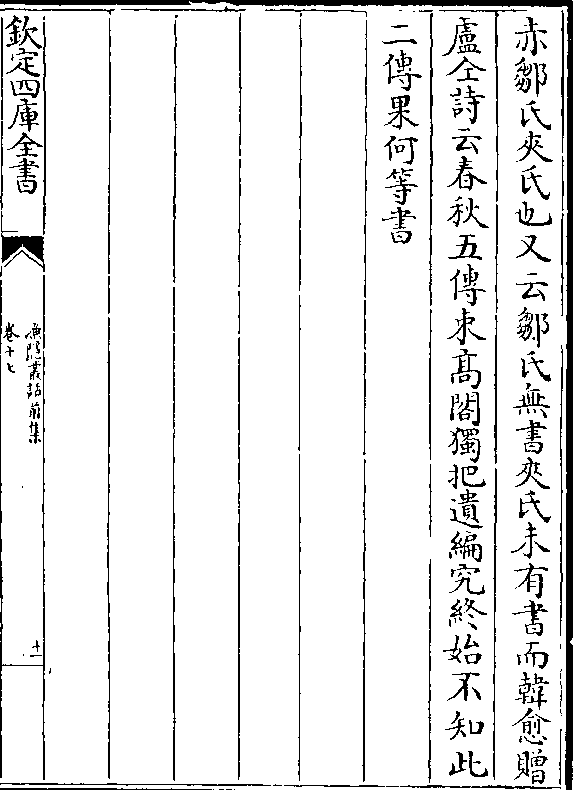 赤鄒氏夾氏也又云鄒氏無書夾氏未有書而韓愈贈
盧仝詩云春秋五傳束髙閣獨把遺編究終始不知此
二傳果何等書
欽定四庫全書
漁隱叢話前集
卷十七
十一